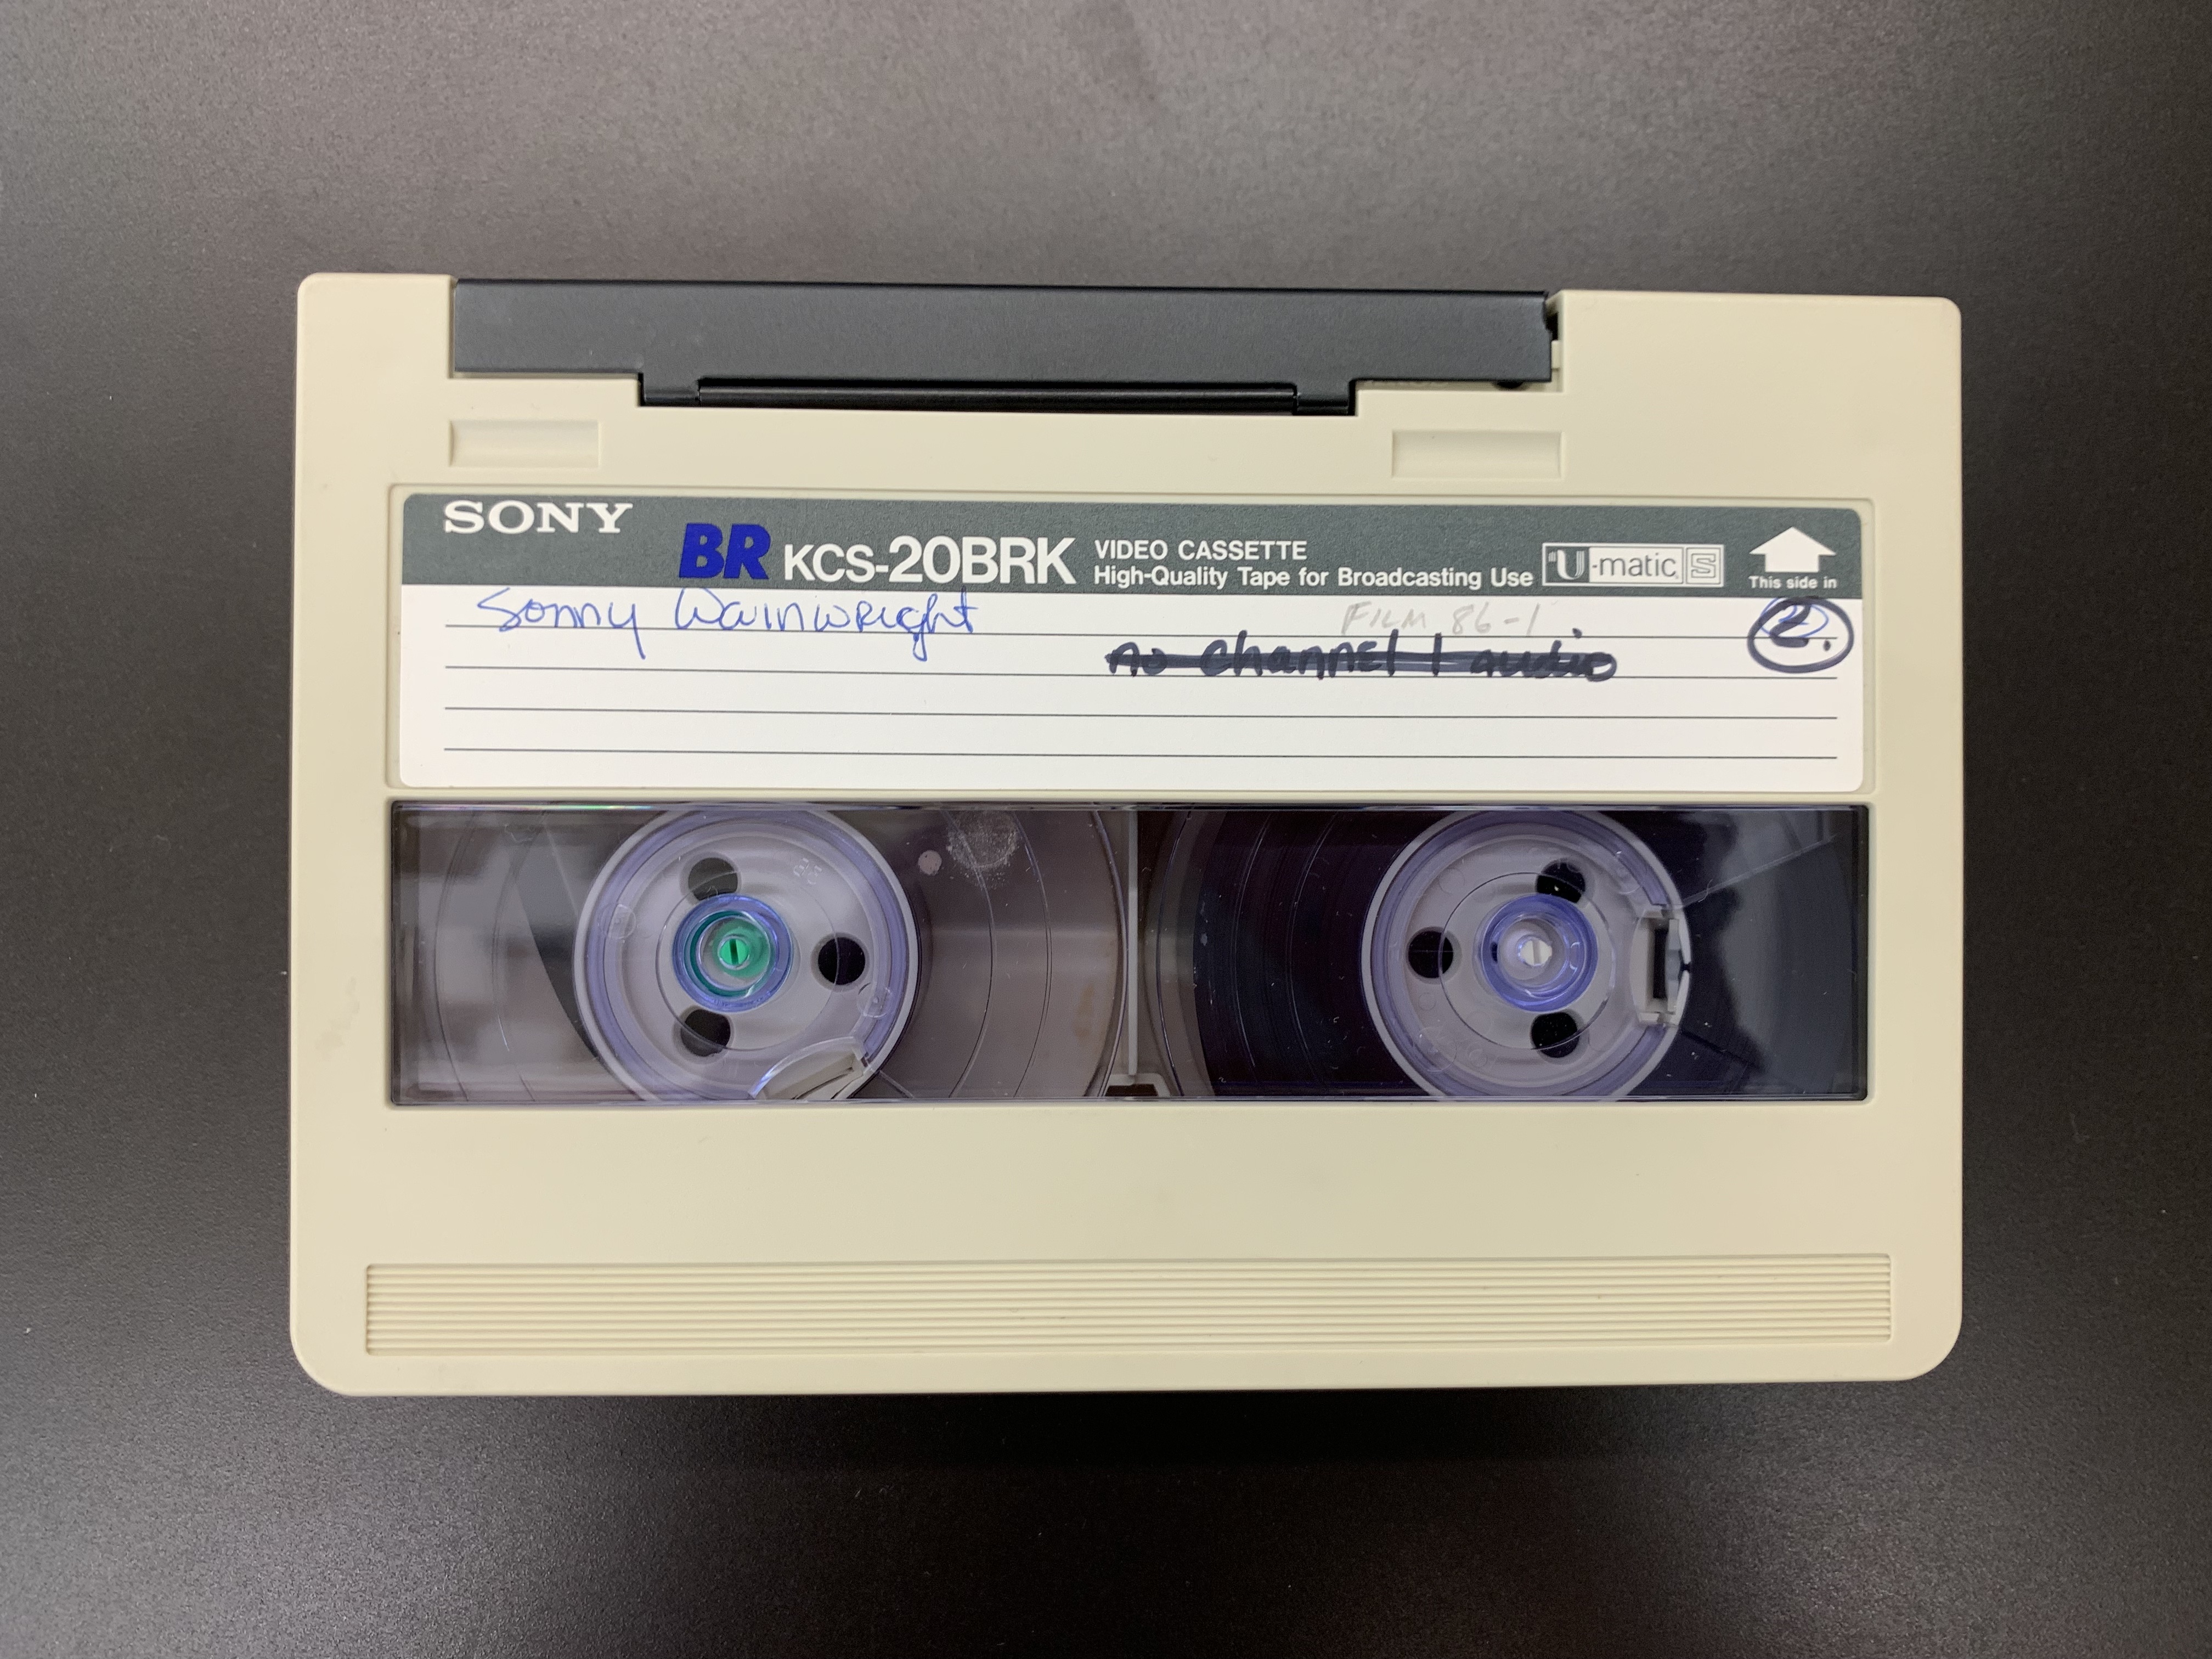 SONY
BR KCS-20BRK VIDEO CASSETTE
High-Quality Tape for Broadcasting Use U-matic S
This side in
Sonny Wainwright FILM 86-1 2.
no channel 1 audio